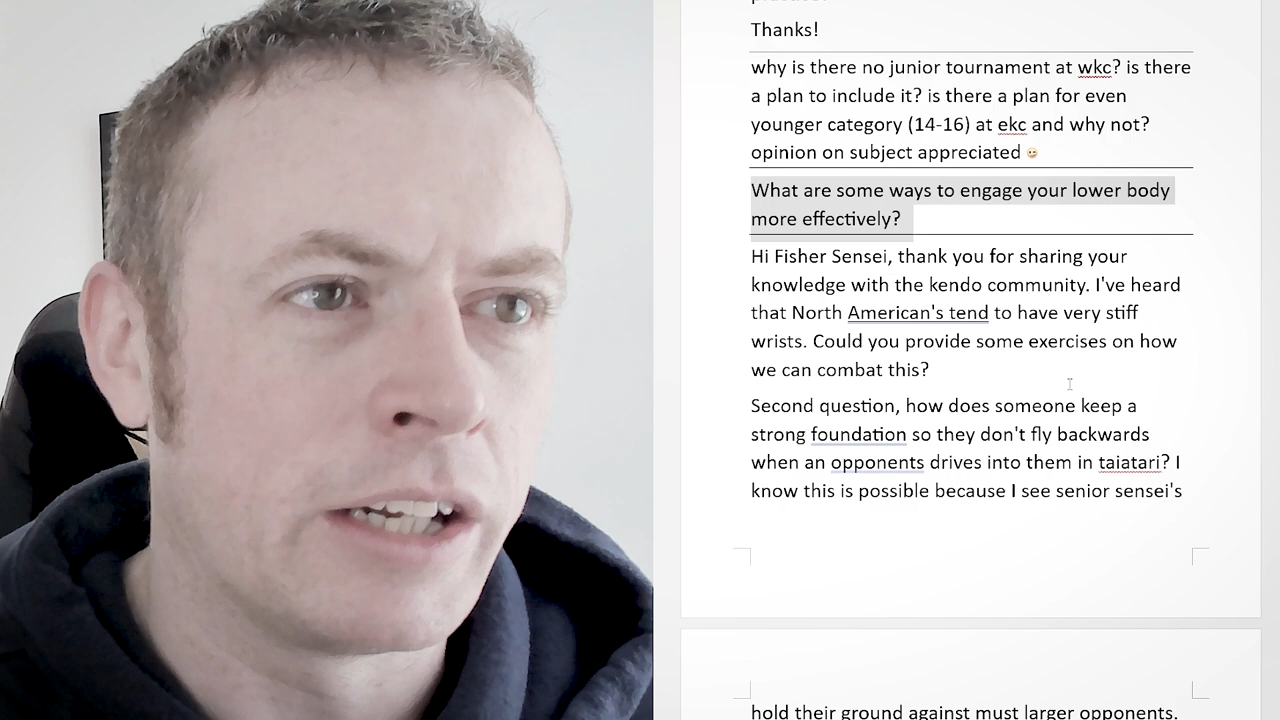 Thanks!
why is there no junior tournament at wkc? is there
a plan to include it? is there a plan for even
younger category (14-16) at ekc and why not?
opinion on subject appreciated 😀
What are some ways to engage your lower body
more effectively?
Hi Fisher Sensei, thank you for sharing your
knowledge with the kendo community. I've heard
that North American's tend to have very stiff
wrists. Could you provide some exercises on how
we can combat this?
Second question, how does someone keep a
strong foundation so they don't fly backwards
when an opponents drives into them in taiatari? I
know this is possible because I see senior sensei's
hold their ground against must larger opponents.